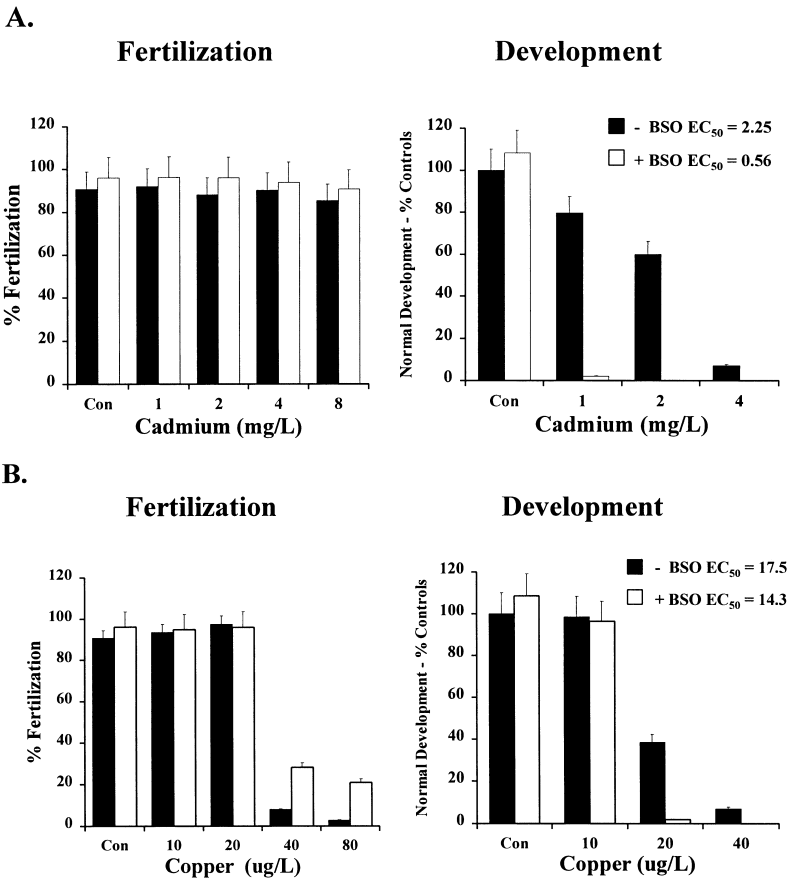 A.
Fertilization
% Fertilization
120
100
80
60
40
20
0
Con 1 2 4 8
Cadmium (mg/L)
Development
Normal Development - % Controls
120
100
80
60
40
20
0
- BSO EC50 = 2.25
+ BSO EC50 = 0.56
Con 1 2 4
Cadmium (mg/L)
B.
Fertilization
% Fertilization
120
100
80
60
40
20
0
Con 10 20 40 80
Copper (ug/L)
Development
Normal Development - % Controls
120
100
80
60
40
20
0
- BSO EC50 = 17.5
+ BSO EC50 = 14.3
Con 10 20 40
Copper (ug/L)